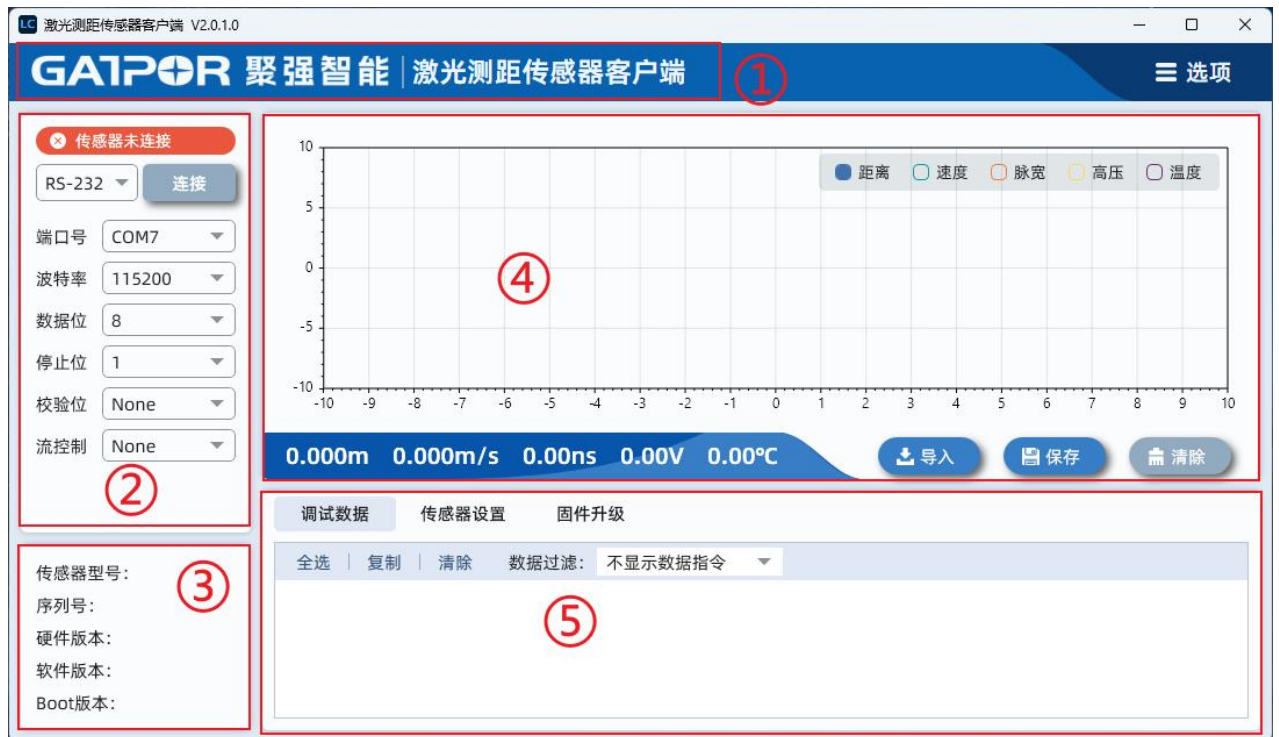 LC 激光测距传感器客户端 V2.0.1.0
GAIPOR 聚强智能 激光测距传感器客户端
①
选项
传感器未连接
RS-232 连接
端口号 COM7
波特率 115200
数据位 8
停止位 1
校验位 None
流控制 None
②
传感器型号:
序列号:
硬件版本:
软件版本:
Boot版本:
③
距离 速度 脉宽 高压 温度
10
5
0
-5
-10
-10 -9 -8 -7 -6 -5 -4 -3 -2 -1 0 1 2 3 4 5 6 7 8 9 10
④
0.000m 0.000m/s 0.00ns 0.00V 0.00℃
导入 保存 清除
调试数据 传感器设置 固件升级
全选 复制 清除 数据过滤: 不显示数据指令
⑤